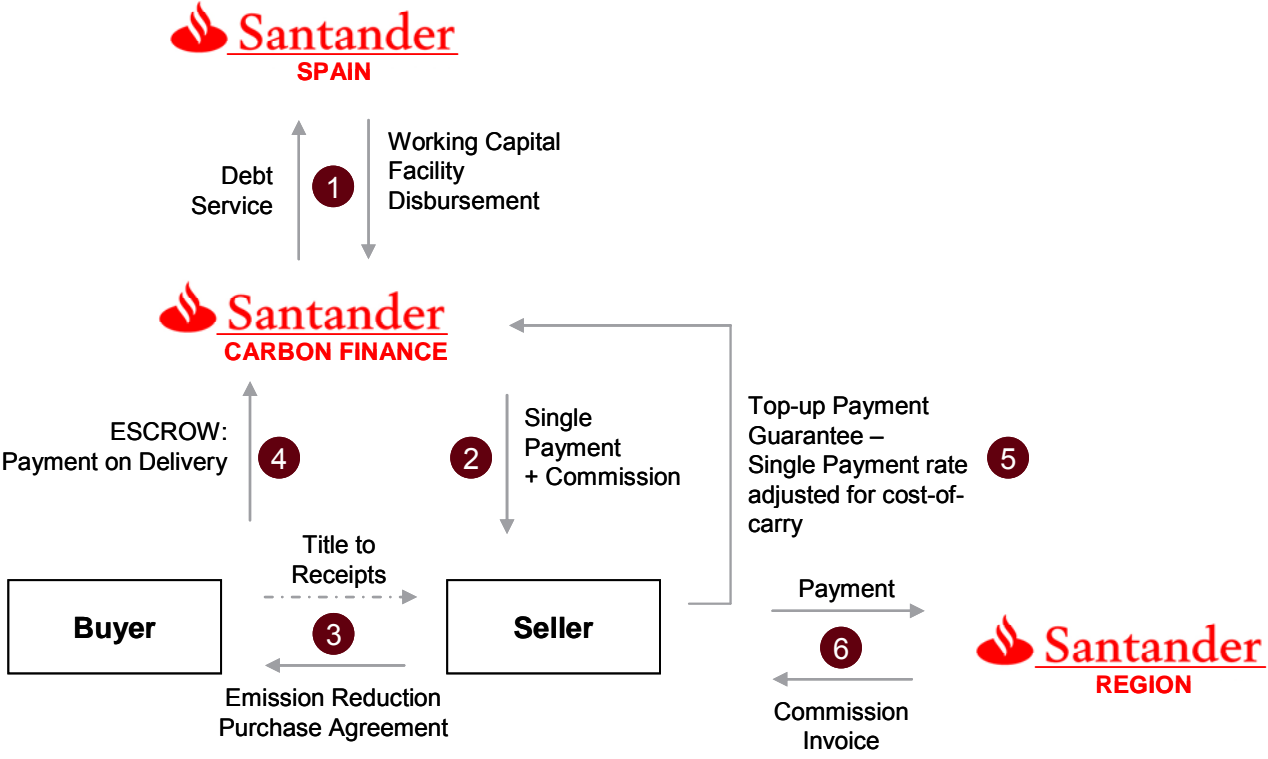 Santander
SPAIN
Debt
Service
1
Working Capital
Facility
Disbursement
Santander
CARBON FINANCE
ESCROW:
Payment on Delivery
4
2
Single
Payment
+ Commission
Top-up Payment
Guarantee –
Single Payment rate
adjusted for cost-of-
carry
5
Buyer
Title to
Receipts
3
Emission Reduction
Purchase Agreement
Seller
Payment
6
Commission
Invoice
Santander
REGION